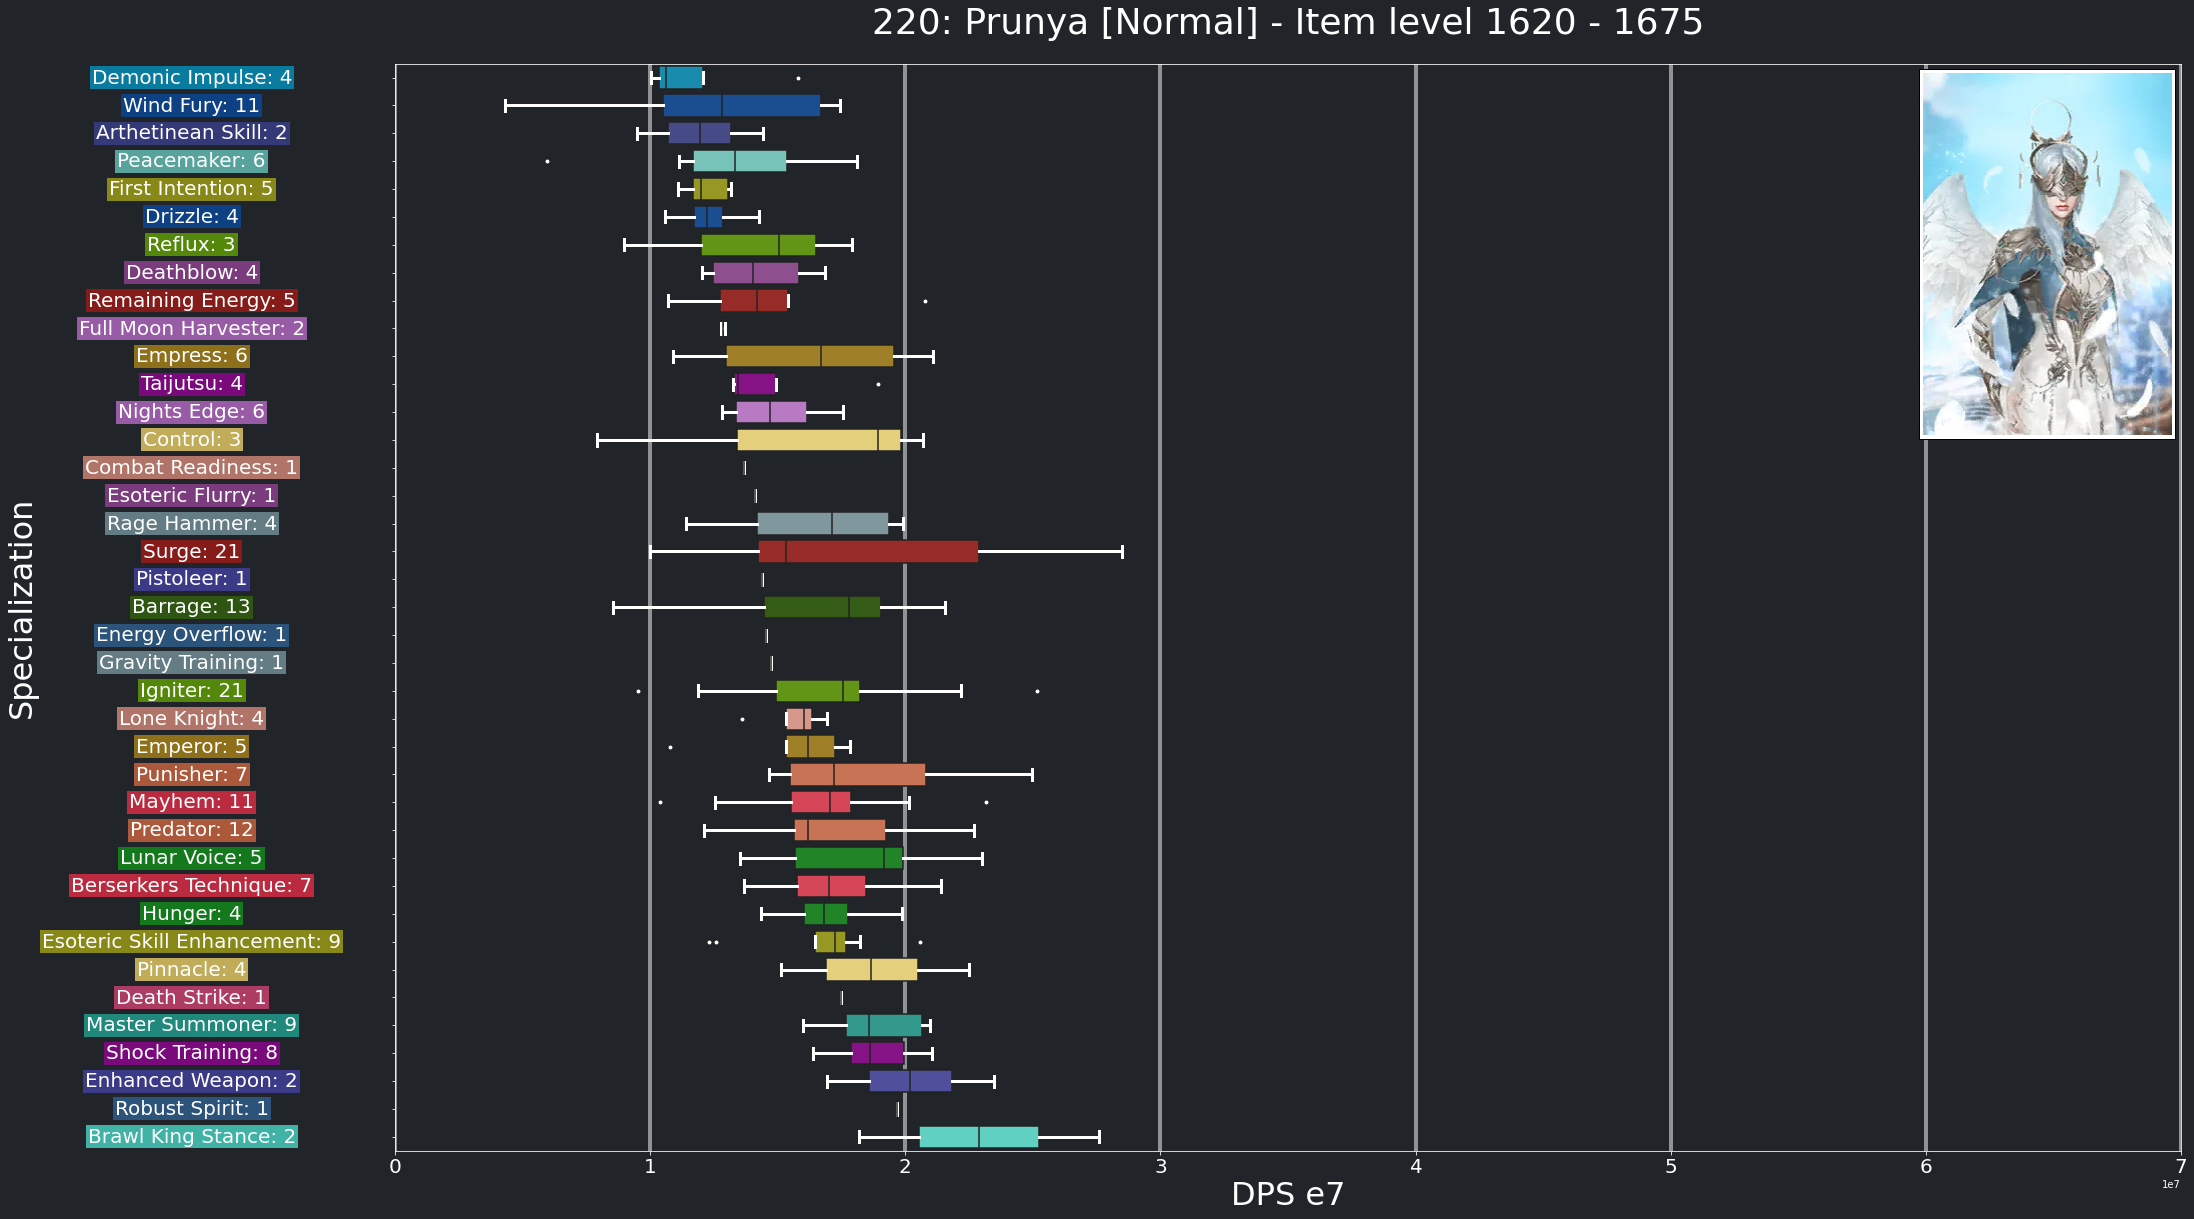 220: Prunya [Normal] - Item level 1620 - 1675
Specialization
Demonic Impulse: 4
Wind Fury: 11
Arthetinean Skill: 2
Peacemaker: 6
First Intention: 5
Drizzle: 4
Reflux: 3
Deathblow: 4
Remaining Energy: 5
Full Moon Harvester: 2
Empress: 6
Taijutsu: 4
Nights Edge: 6
Control: 3
Combat Readiness: 1
Esoteric Flurry: 1
Rage Hammer: 4
Surge: 21
Pistoleer: 1
Barrage: 13
Energy Overflow: 1
Gravity Training: 1
Igniter: 21
Lone Knight: 4
Emperor: 5
Punisher: 7
Mayhem: 11
Predator: 12
Lunar Voice: 5
Berserkers Technique: 7
Hunger: 4
Esoteric Skill Enhancement: 9
Pinnacle: 4
Death Strike: 1
Master Summoner: 9
Shock Training: 8
Enhanced Weapon: 2
Robust Spirit: 1
Brawl King Stance: 2
0 1 2 3 4 5 6 7
1e7
DPS e7